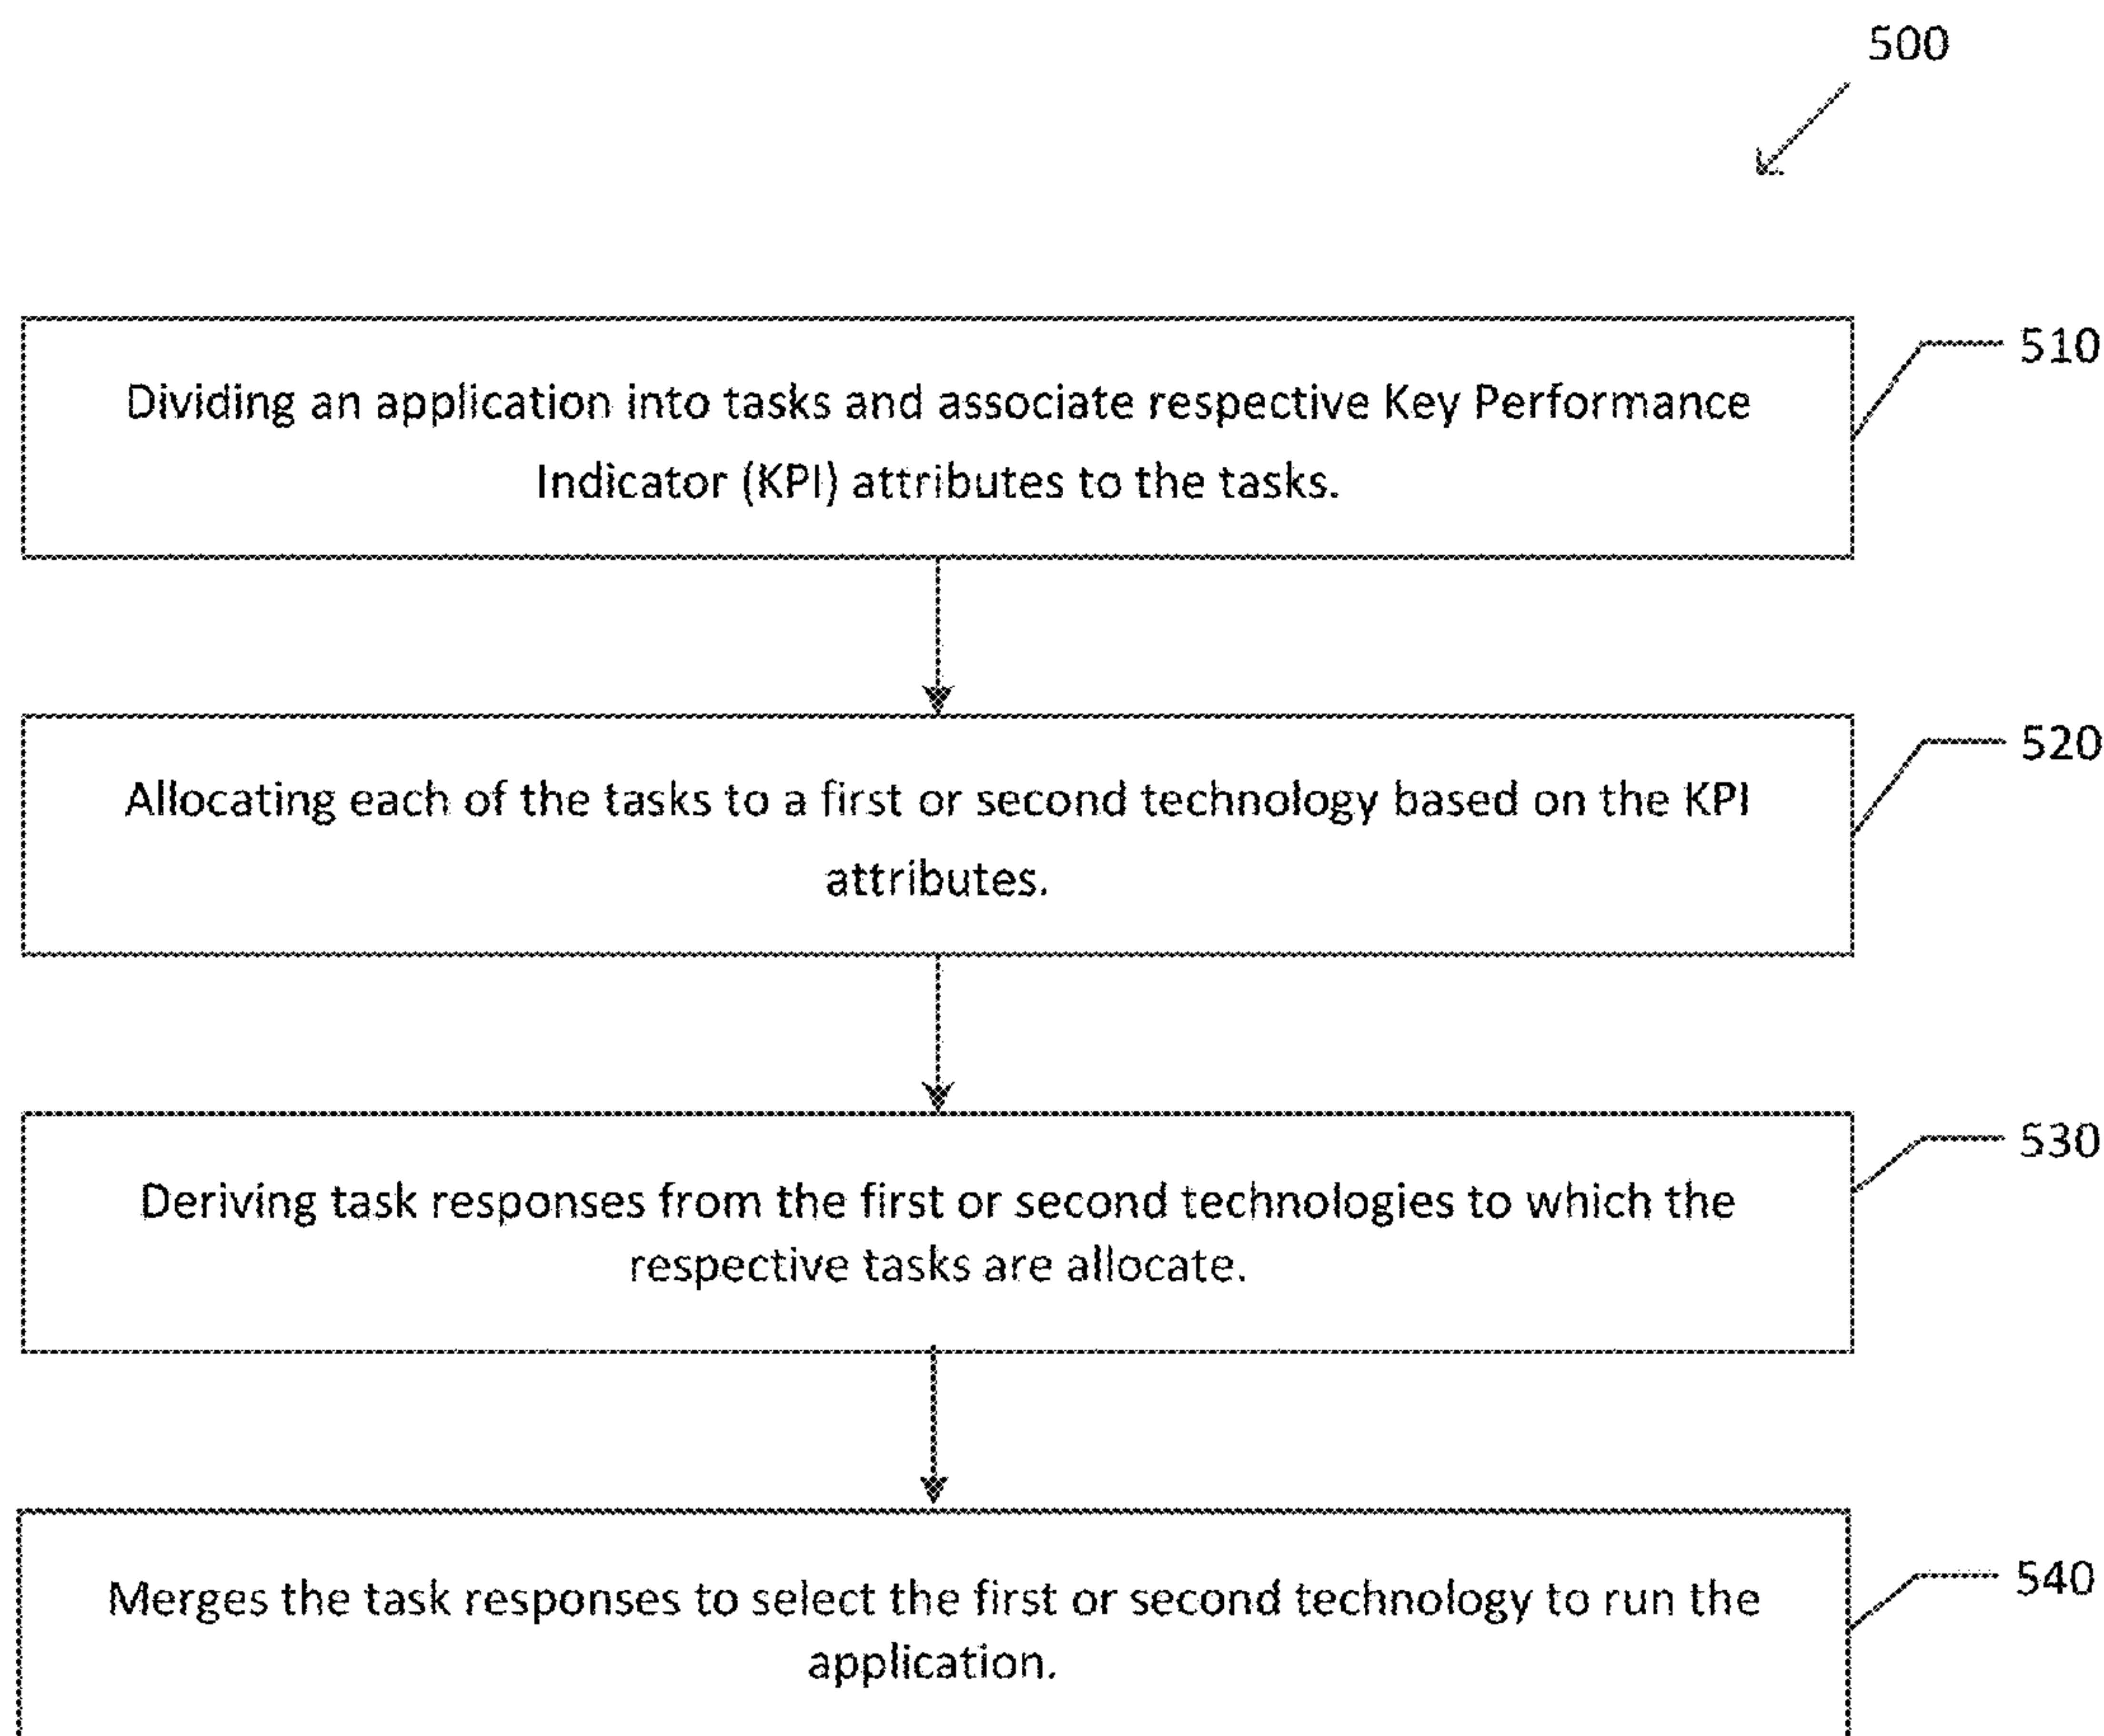 500
510
Dividing an application into tasks and associate respective Key Performance
Indicator (KPI) attributes to the tasks.
520
Allocating each of the tasks to a first or second technology based on the KPI
attributes.
530
Deriving task responses from the first or second technologies to which the
respective tasks are allocate.
540
Merges the task responses to select the first or second technology to run the
application.